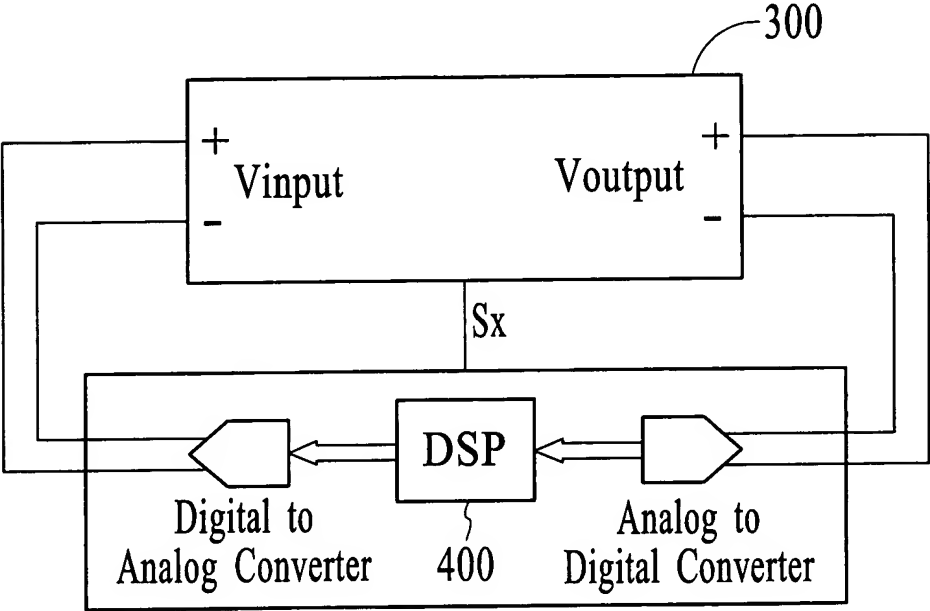 300
+ +
Vinput Voutput
- -
Sx
DSP
Digital to
Analog Converter
400
Analog to
Digital Converter